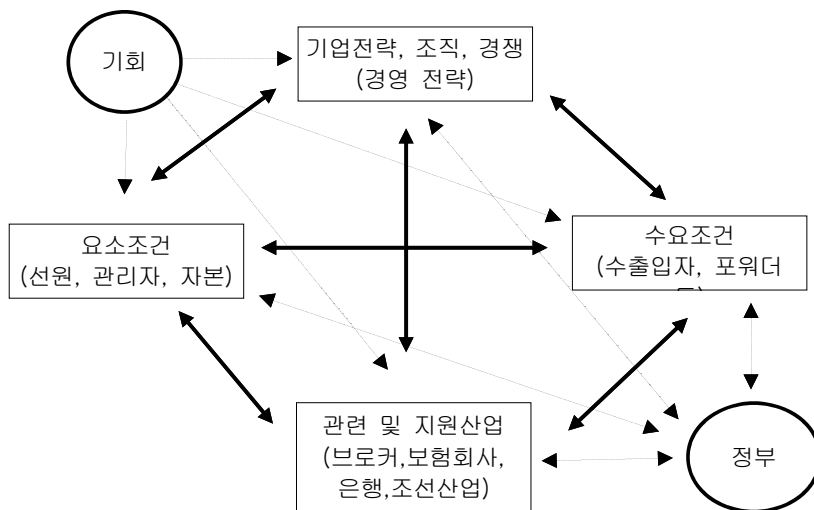 기회
기업전략, 조직, 경쟁
(경영 전략)
요소조건
(선원, 관리자, 자본)
수요조건
(수출입자, 포워더
관련 및 지원산업
(브로커,보험회사,
은행,조선산업)
정부